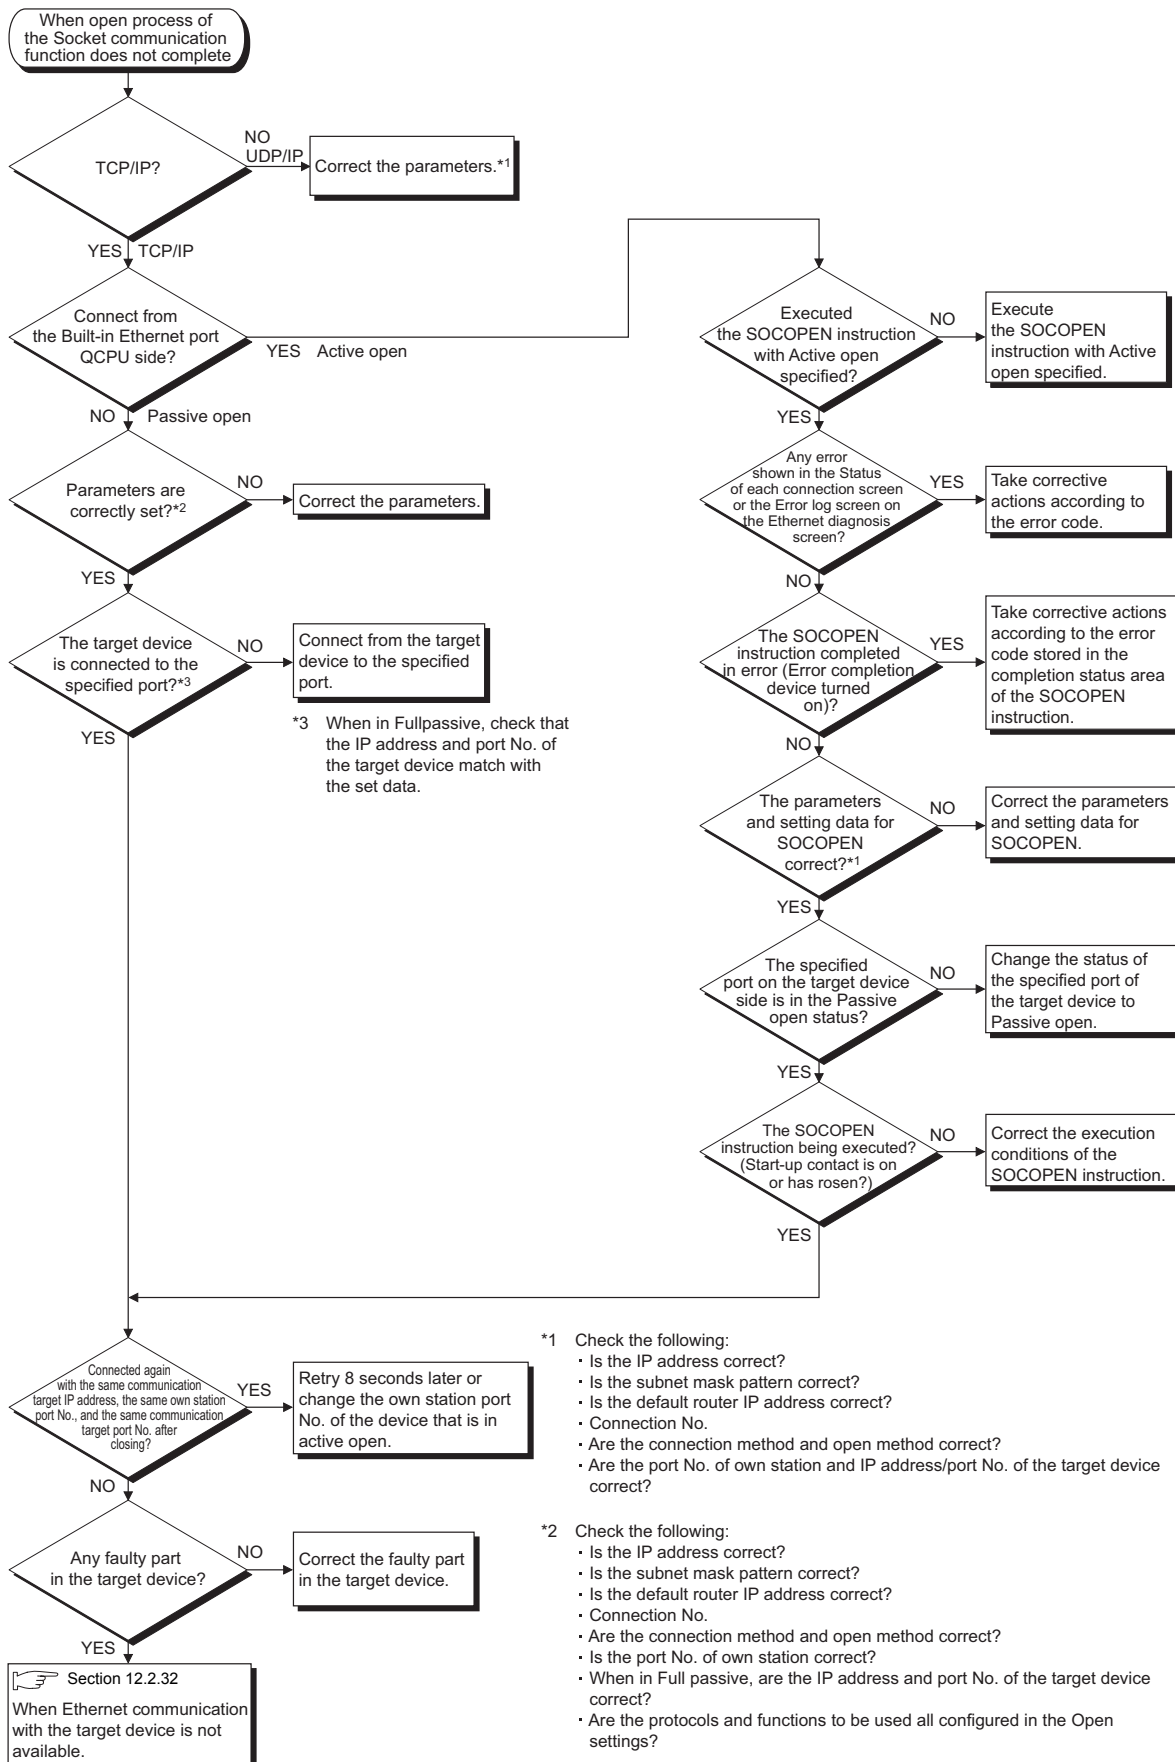 When open process of
the Socket communication
function does not complete
TCP/IP?
NO
UDP/IP
Correct the parameters.*1
YES TCP/IP
Connect from
the Built-in Ethernet port
QCPU side?
YES Active open
NO Passive open
Parameters are
correctly set?*2
NO
Correct the parameters.
YES
The target device
is connected to the
specified port?*3
NO
Connect from the target
device to the specified
port.
*3 When in Fullpassive, check that
the IP address and port No. of
the target device match with
the set data.
YES
Executed
the SOCOPEN instruction
with Active open
specified?
NO
Execute
the SOCOPEN
instruction with Active
open specified.
YES
Any error
shown in the Status
of each connection screen
or the Error log screen on
the Ethernet diagnosis
screen?
YES
Take corrective
actions according to
the error code.
NO
The SOCOPEN
instruction completed
in error (Error completion
device turned
on)?
YES
Take corrective actions
according to the error
code stored in the
completion status area
of the SOCOPEN
instruction.
NO
The parameters
and setting data for
SOCOPEN
correct?*1
NO
Correct the parameters
and setting data for
SOCOPEN.
YES
The specified
port on the target device
side is in the Passive
open status?
NO
Change the status of
the specified port of
the target device to
Passive open.
YES
The SOCOPEN
instruction being executed?
(Start-up contact is on
or has rosen?)
NO
Correct the execution
conditions of the
SOCOPEN instruction.
YES
Connected again
with the same communication
target IP address, the same own station
port No., and the same communication
target port No. after
closing?
YES
Retry 8 seconds later or
change the own station port
No. of the device that is in
active open.
NO
Any faulty part
in the target device?
NO
Correct the faulty part
in the target device.
YES
Section 12.2.32
When Ethernet communication
with the target device is not
available.
*1 Check the following:
· Is the IP address correct?
· Is the subnet mask pattern correct?
· Is the default router IP address correct?
· Connection No.
· Are the connection method and open method correct?
· Are the port No. of own station and IP address/port No. of the target device
correct?
*2 Check the following:
· Is the IP address correct?
· Is the subnet mask pattern correct?
· Is the default router IP address correct?
· Connection No.
· Are the connection method and open method correct?
· Is the port No. of own station correct?
· When in Full passive, are the IP address and port No. of the target device
correct?
· Are the protocols and functions to be used all configured in the Open
settings?